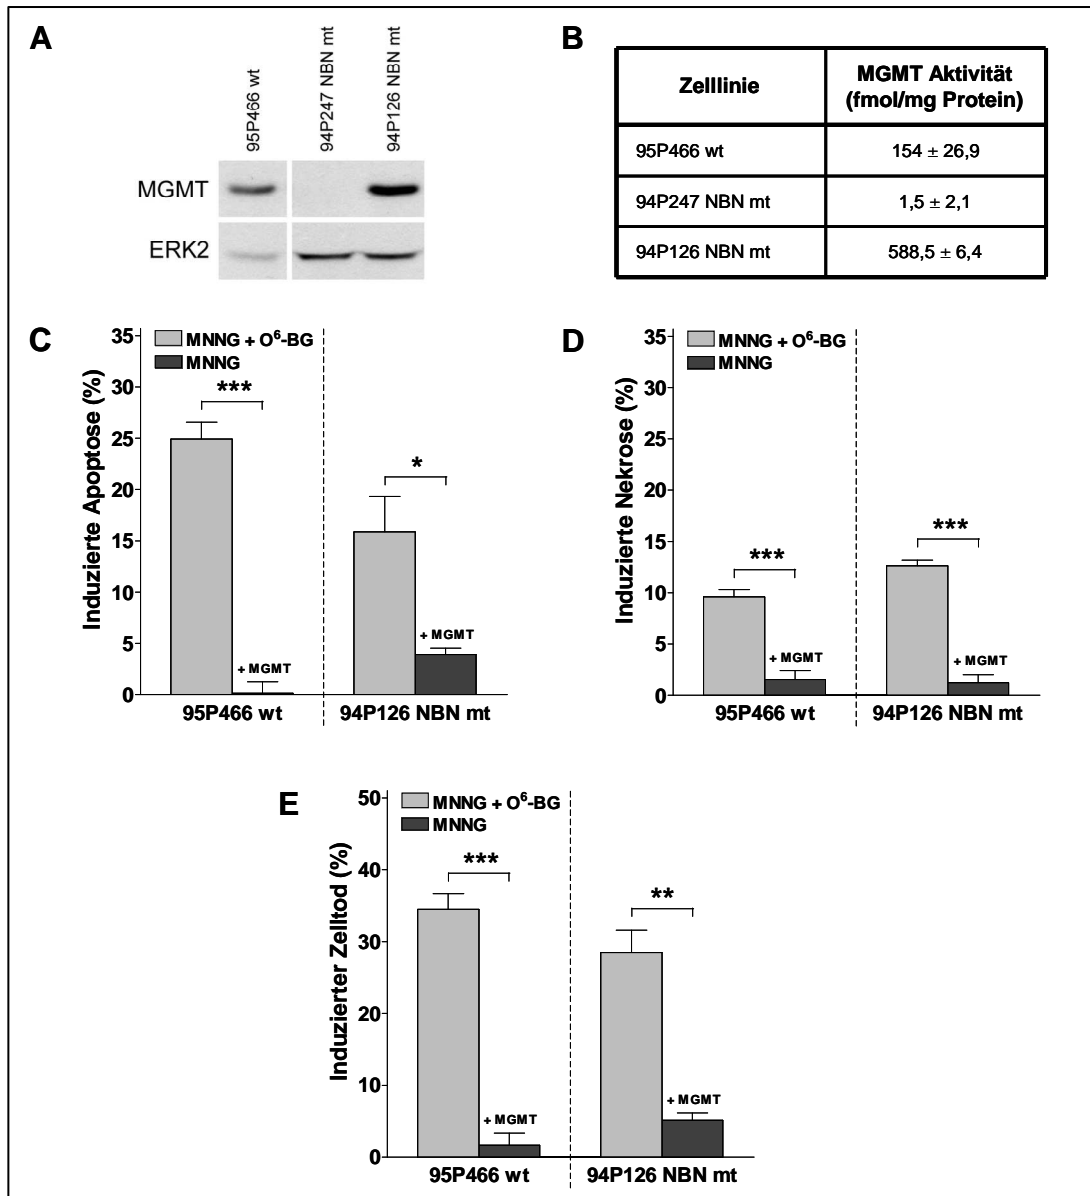 A
95P466 wt
94P247 NBN mt
94P126 NBN mt
MGMT
ERK2
B
Zelllinie
MGMT Aktivität
(fmol/mg Protein)
95P466 wt
154 ± 26,9
94P247 NBN mt
1,5 ± 2,1
94P126 NBN mt
588,5 ± 6,4
C
Induzierte Apoptose (%)
35
30
25
20
15
10
5
0
MNNG + O⁶-BG
MNNG
***
*
+ MGMT
+ MGMT
95P466 wt
94P126 NBN mt
D
Induzierte Nekrose (%)
35
30
25
20
15
10
5
0
MNNG + O⁶-BG
MNNG
***
***
+ MGMT
+ MGMT
95P466 wt
94P126 NBN mt
E
Induzierter Zelltod (%)
50
40
30
20
10
0
MNNG + O⁶-BG
MNNG
***
**
+ MGMT
+ MGMT
95P466 wt
94P126 NBN mt